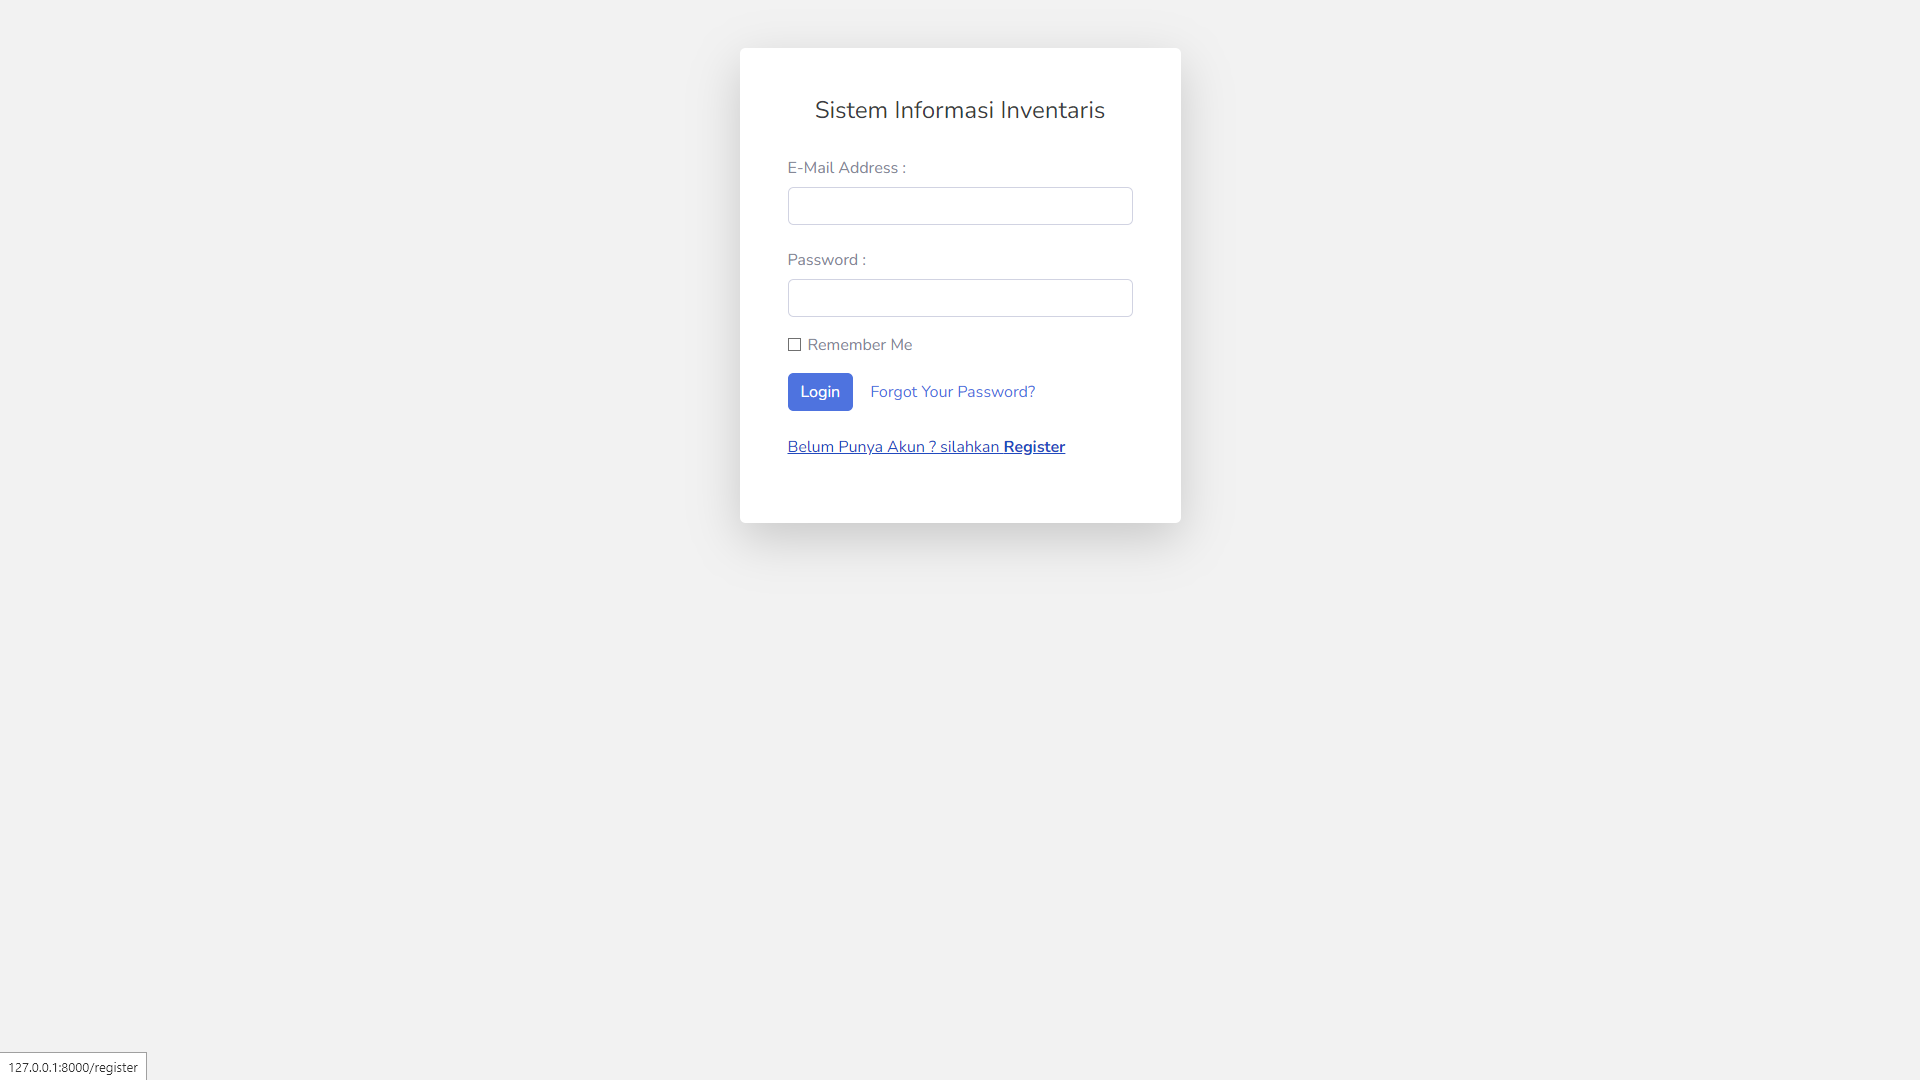 Sistem Informasi Inventaris
E-Mail Address :
Password :
Remember Me
Login Forgot Your Password?
Belum Punya Akun ? silahkan Register
127.0.0.1:8000/register